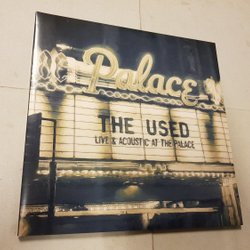 Palace
THE USED
LIVE & ACOUSTIC AT THE PALACE